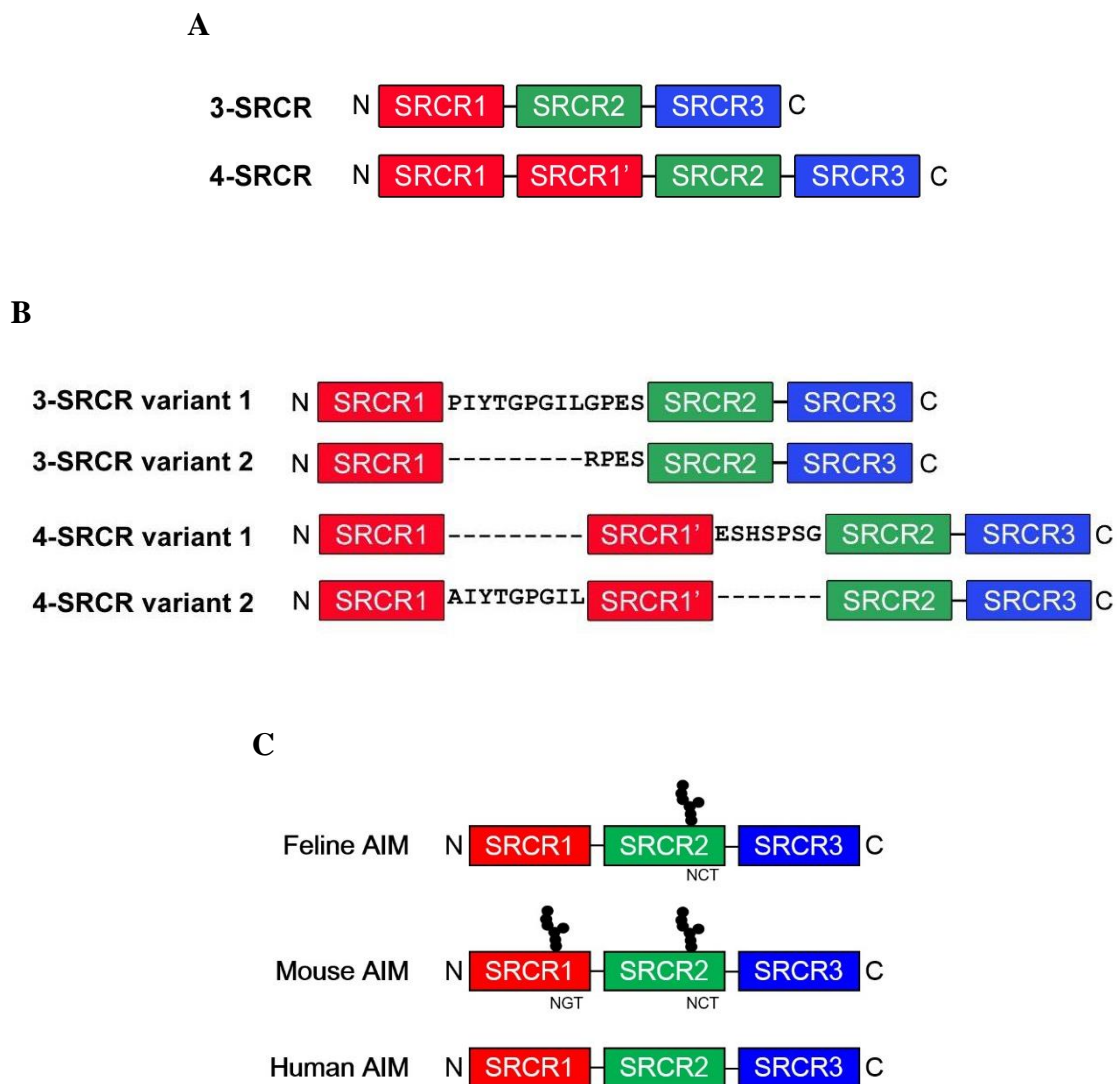 A
3-SRCR N SRCR1 SRCR2 SRCR3 C
4-SRCR N SRCR1 SRCR1’ SRCR2 SRCR3 C
B
3-SRCR variant 1 N SRCR1 PIYTGPGILGPES SRCR2 SRCR3 C
3-SRCR variant 2 N SRCR1 ---------RPES SRCR2 SRCR3 C
4-SRCR variant 1 N SRCR1 --------- SRCR1’ ESHSPSG SRCR2 SRCR3 C
4-SRCR variant 2 N SRCR1 AIYTGPGIL SRCR1’ ------- SRCR2 SRCR3 C
C
Feline AIM N SRCR1 SRCR2 SRCR3 C
NCT
Mouse AIM N SRCR1 SRCR2 SRCR3 C
NGT NCT
Human AIM N SRCR1 SRCR2 SRCR3 C